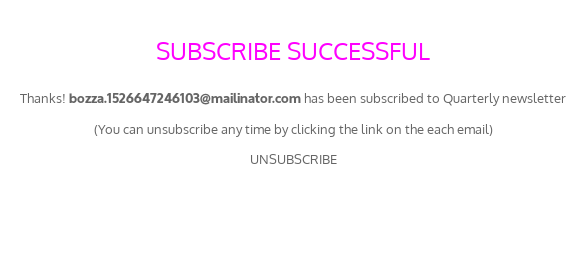 SUBSCRIBE SUCCESSFUL
Thanks! bozza.1526647246103@mailinator.com has been subscribed to Quarterly newsletter
(You can unsubscribe any time by clicking the link on the each email)
UNSUBSCRIBE